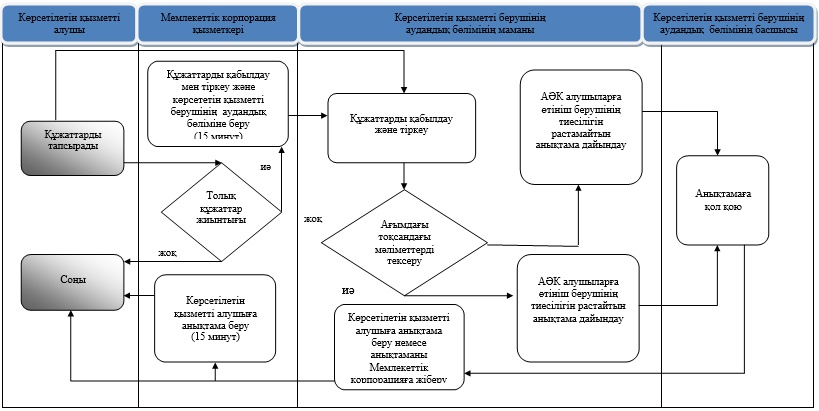 Көрсетілетін қызметті
алушы
Мемлекеттік корпорация
қызметкері
Көрсетілетін қызметті берушінің
аудандық бөлімінің маманы
Көрсетілетін қызметті берушінің
аудандық бөлімінің басшысы
Құжаттарды
тапсырады
Құжаттарды қабылдау
мен тіркеу және
көрсететін қызметті
берушінің аудандық
бөліміне беру
(15 минут)
иә
Толық
құжаттар
жиынтығы
жоқ
Соңы
Көрсетілетін
қызметті алушыға
анықтама беру
(15 минут)
Құжаттарды қабылдау
және тіркеу
жоқ
Ағымдағы
тоқсандағы
мәліметтерді
тексеру
иә
Көрсетілетін қызметті
алушыға анықтама
беру немесе
анықтаманы
Мемлекеттік
корпорацияға жіберу
АӘК алушыларға
өтініш берушінің
тиесілігін
растамайтын
анықтама дайындау
АӘК алушыларға
өтініш берушінің
тиесілігін растайтын
анықтама дайындау
Анықтамаға
қол қою